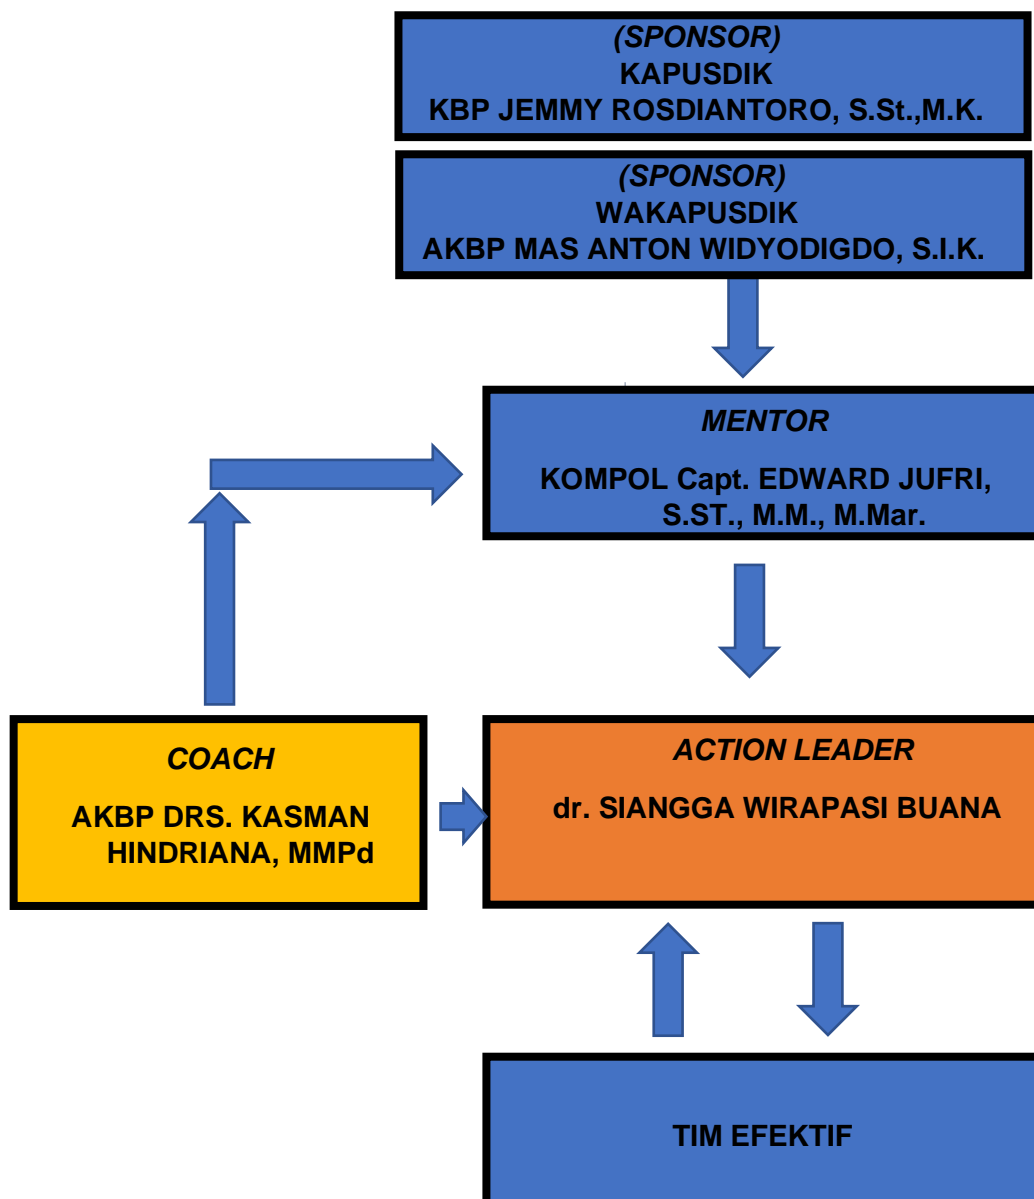 (SPONSOR)
KAPUSDIK
KBP JEMMY ROSDIANTORO, S.St.,M.K.
(SPONSOR)
WAKAPUSDIK
AKBP MAS ANTON WIDYODIGDO, S.I.K.
MENTOR
KOMPOL Capt. EDWARD JUFRI,
S.ST., M.M., M.Mar.
COACH
AKBP DRS. KASMAN
HINDRIANA, MMPd
ACTION LEADER
dr. SIANGGA WIRAPASI BUANA
TIM EFEKTIF